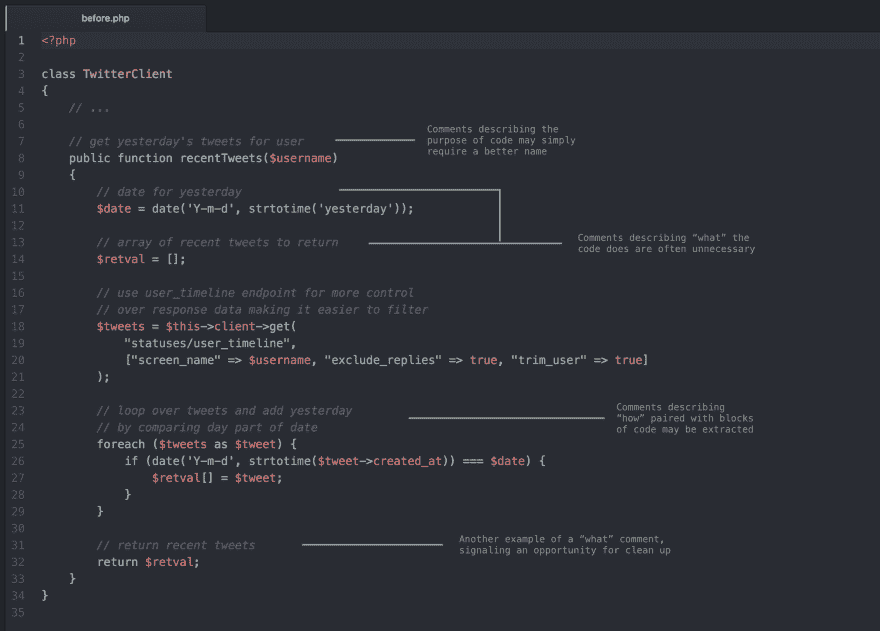 before.php
1 <?php
2
3 class TwitterClient
4 {
5     // ...
6
7     // get yesterday's tweets for user
Comments describing the
purpose of code may simply
require a better name
8     public function recentTweets($username)
9     {
10         // date for yesterday
11         $date = date('Y-m-d', strtotime('yesterday'));
12
13         // array of recent tweets to return
Comments describing “what” the
code does are often unnecessary
14         $retval = [];
15
16         // use user_timeline endpoint for more control
17         // over response data making it easier to filter
18         $tweets = $this->client->get(
19             "statuses/user_timeline",
20             ["screen_name" => $username, "exclude_replies" => true, "trim_user" => true]
21         );
22
23         // loop over tweets and add yesterday
24         // by comparing day part of date
Comments describing
“how” paired with blocks
of code may be extracted
25         foreach ($tweets as $tweet) {
26             if (date('Y-m-d', strtotime($tweet->created_at)) === $date) {
27                 $retval[] = $tweet;
28             }
29         }
30
31         // return recent tweets
Another example of a “what” comment,
signaling an opportunity for clean up
32         return $retval;
33     }
34 }
35